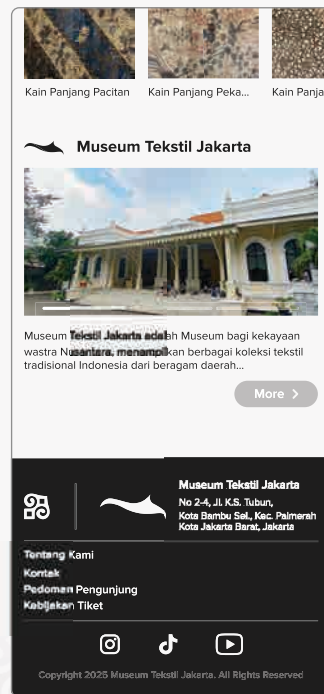 Kain Panjang Pacitan
Kain Panjang Peka...
Kain Panja
Museum Tekstil Jakarta
Museum Tekstil Jakarta adalah Museum bagi kekayaan
wastra Nusantara, menampilkan berbagai koleksi tekstil
tradisional Indonesia dari beragam daerah...
More
Museum Tekstil Jakarta
No 2-4, Jl. K.S. Tubun,
Kota Bambu Sel., Kec. Palmerah
Kota Jakarta Barat, Jakarta
Tentang Kami
Kontak
Pedoman Pengunjung
Kebijakan Tiket
Copyright 2025 Museum Tekstil Jakarta. All Rights Reserved